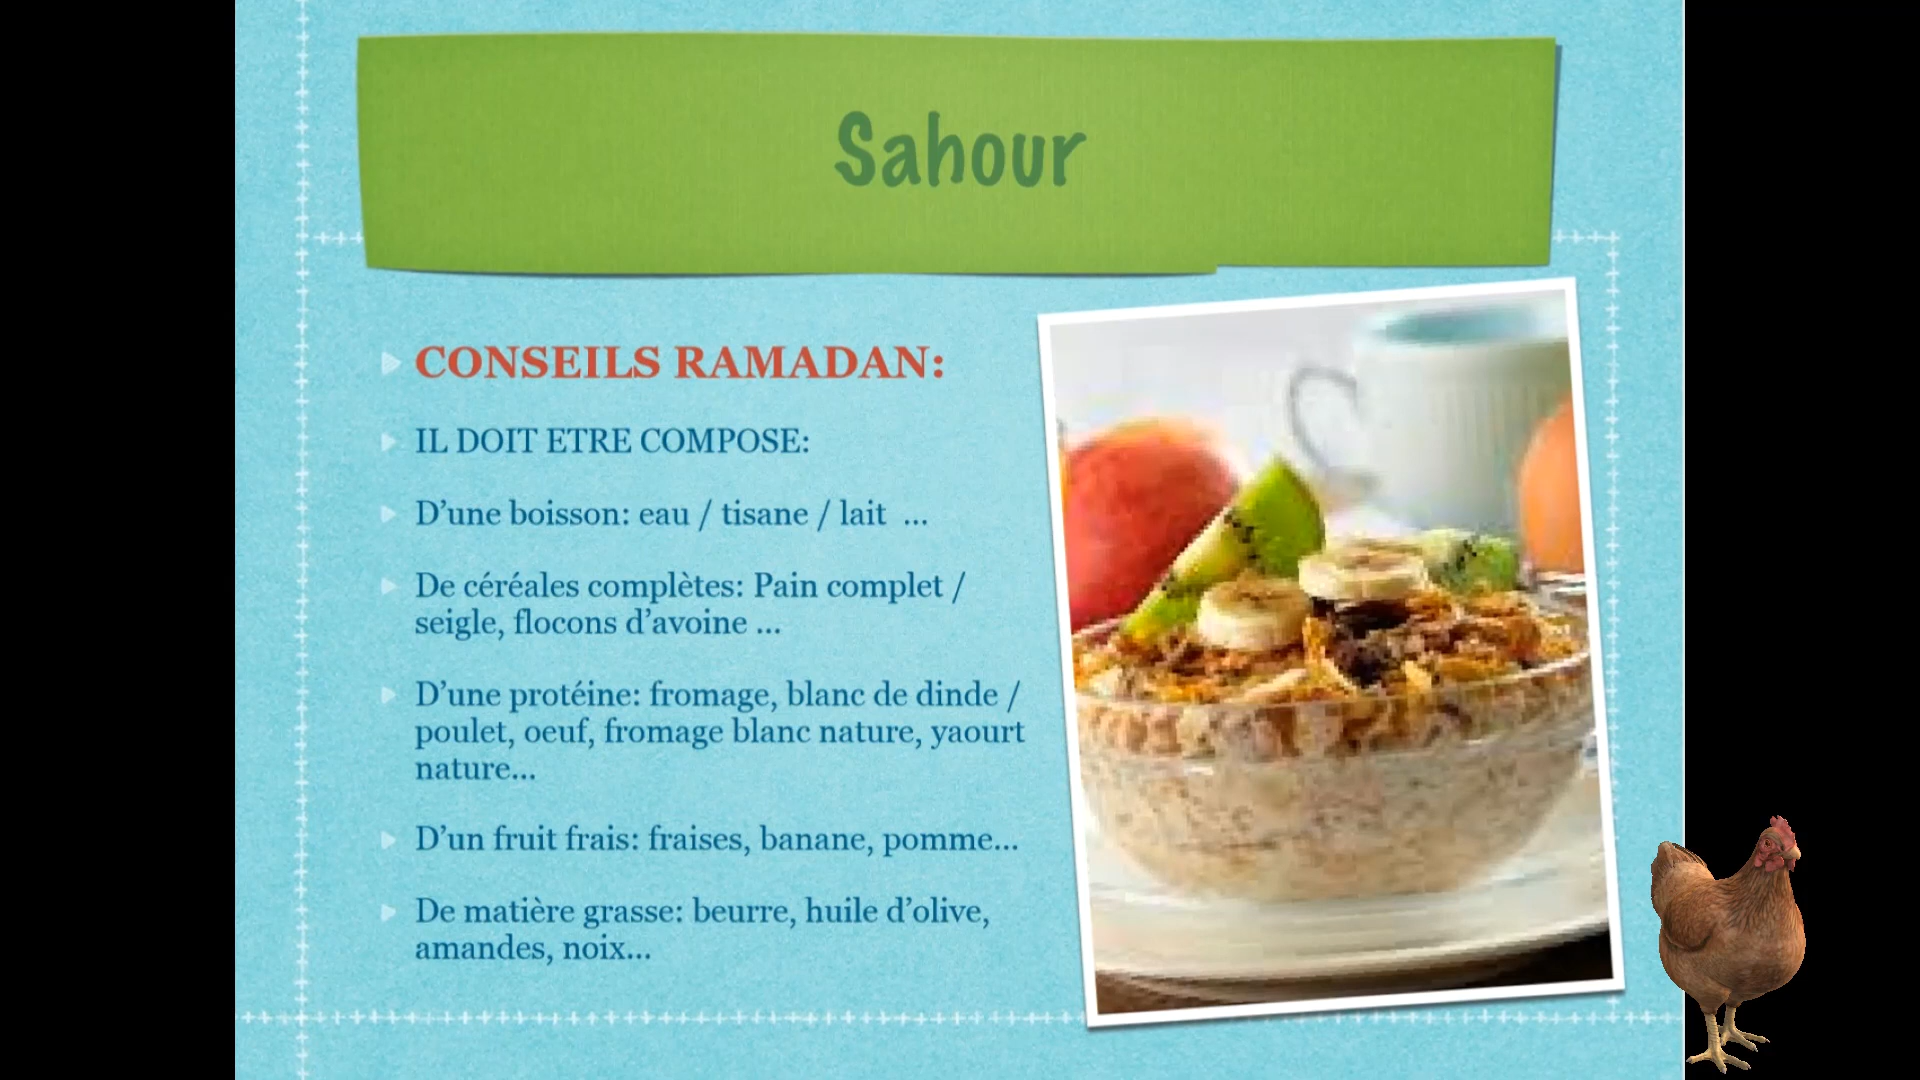 Sahour
CONSEILS RAMADAN:
IL DOIT ETRE COMPOSE:
D’une boisson: eau / tisane / lait ...
De céréales complètes: Pain complet /
seigle, flocons d’avoine ...
D’une protéine: fromage, blanc de dinde /
poulet, oeuf, fromage blanc nature, yaourt
nature...
D’un fruit frais: fraises, banane, pomme...
De matière grasse: beurre, huile d’olive,
amandes, noix...